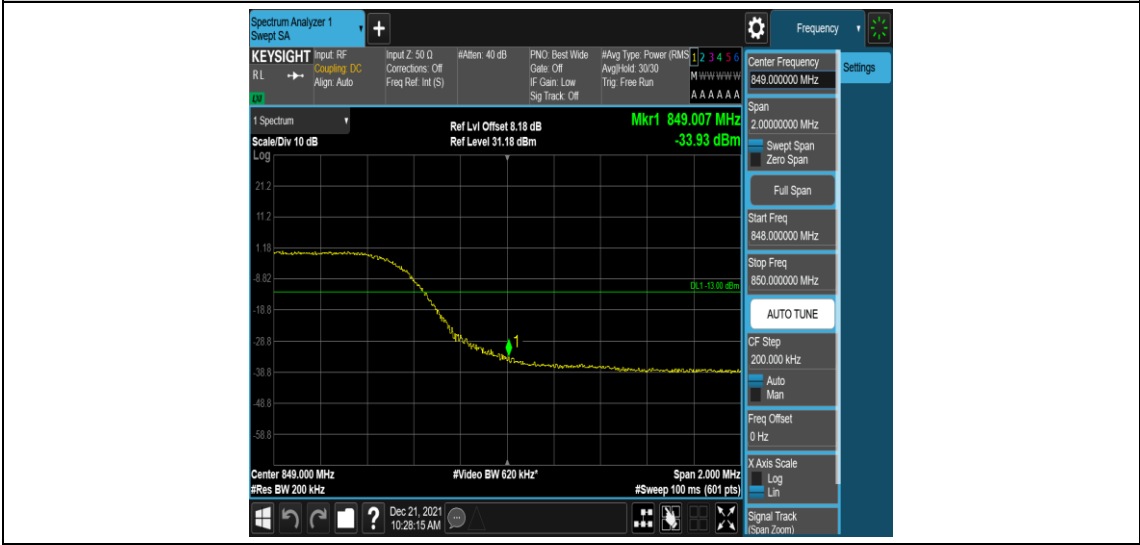 Spectrum Analyzer 1
Swept SA
+
Frequency
KEYSIGHT
RL
LXI
Input: RF
Coupling: DC
Align: Auto
Input Z: 50 Ω
Corrections: Off
Freq Ref: Int (S)
#Atten: 40 dB
PNO: Best Wide
Gate: Off
IF Gain: Low
Sig Track: Off
#Avg Type: Power (RMS
Avg|Hold: 30/30
Trig: Free Run
1 2 3 4 5 6
M W W W W W
A A A A A A
1 Spectrum
Scale/Div 10 dB
Log
Ref Lvl Offset 8.18 dB
Ref Level 31.18 dBm
Mkr1 849.007 MHz
-33.93 dBm
21.2
11.2
1.18
-8.82
-18.8
-28.8
-38.8
-48.8
-58.8
DL1 -13.00 dBm
1
Center 849.000 MHz
#Res BW 200 kHz
#Video BW 620 kHz*
Span 2.000 MHz
#Sweep 100 ms (601 pts)
?
Dec 21, 2021
10:28:15 AM
Center Frequency
849.000000 MHz
Settings
Span
2.00000000 MHz
Swept Span
Zero Span
Full Span
Start Freq
848.000000 MHz
Stop Freq
850.000000 MHz
AUTO TUNE
CF Step
200.000 kHz
Auto
Man
Freq Offset
0 Hz
X Axis Scale
Log
Lin
Signal Track
(Span Zoom)